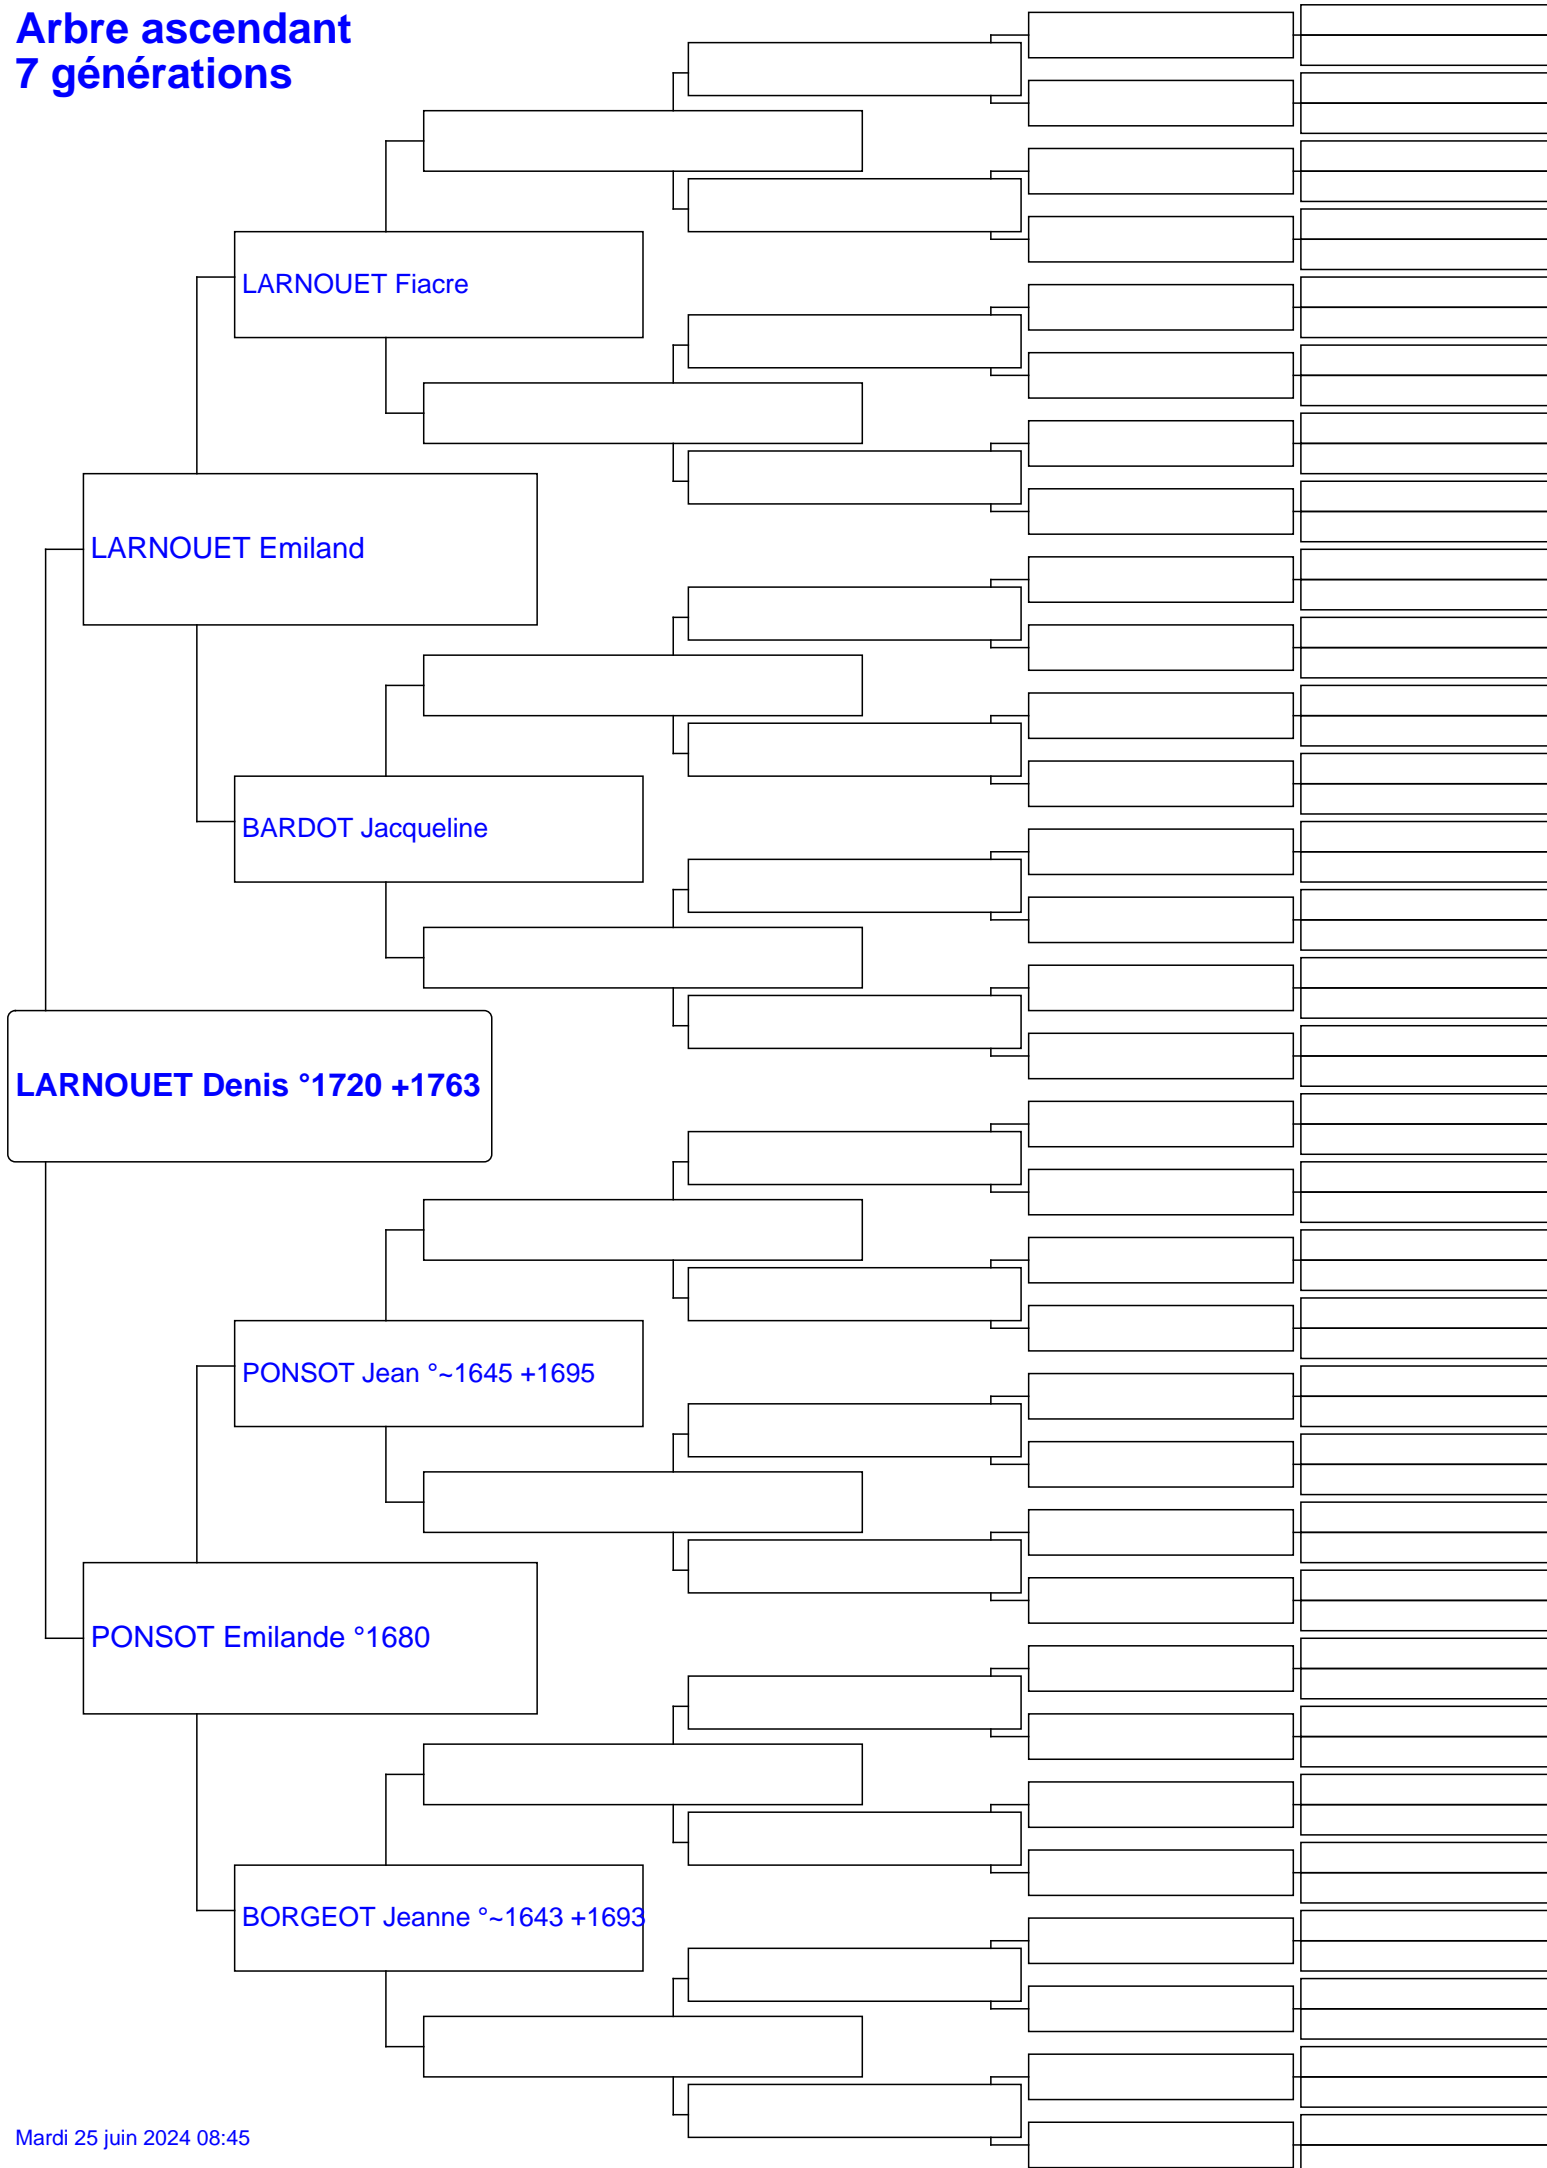 Arbre ascendant
7 générations
LARNOUET Fiacre
LARNOUET Emiland
BARDOT Jacqueline
LARNOUET Denis °1720 +1763
PONSOT Jean °~1645 +1695
PONSOT Emilande °1680
BORGEOT Jeanne °~1643 +1693
Mardi 25 juin 2024 08:45